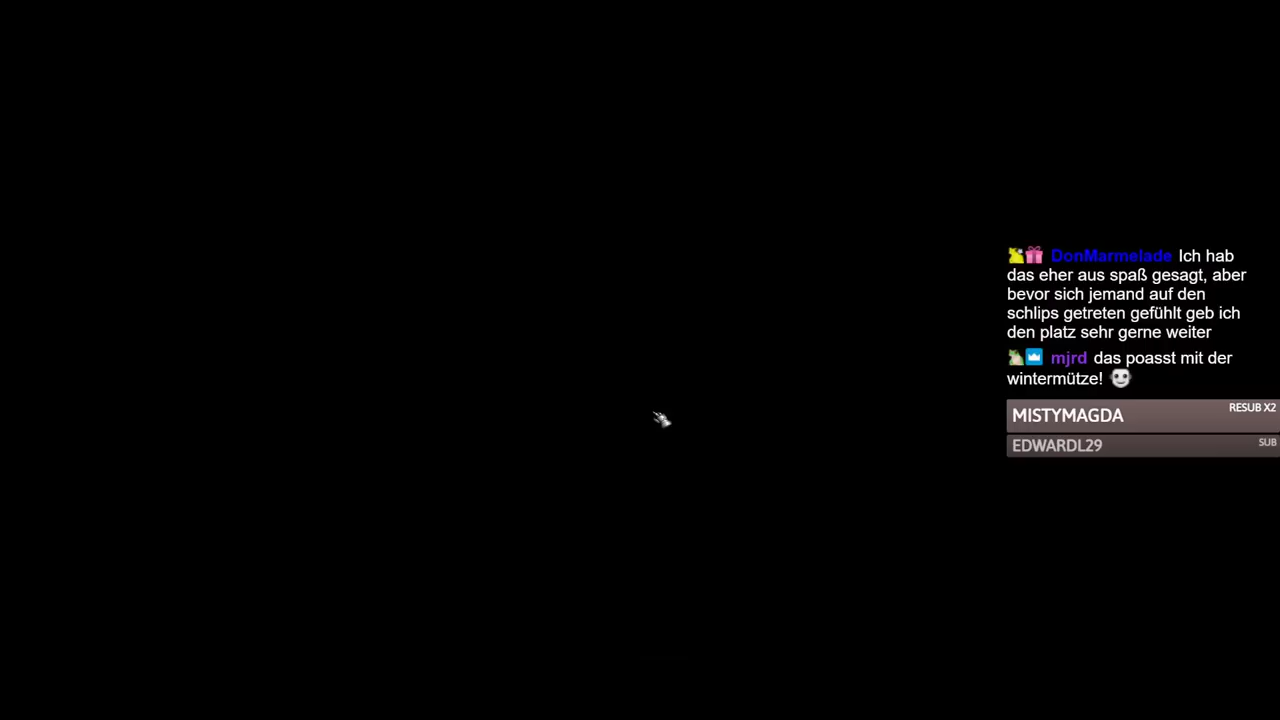 DonMarmelade Ich hab
das eher aus spaß gesagt, aber
bevor sich jemand auf den
schlips getreten gefühlt geb ich
den platz sehr gerne weiter
mjrd das poasst mit der
wintermütze!
MISTYMAGDA RESUB X2
EDWARDL29 SUB